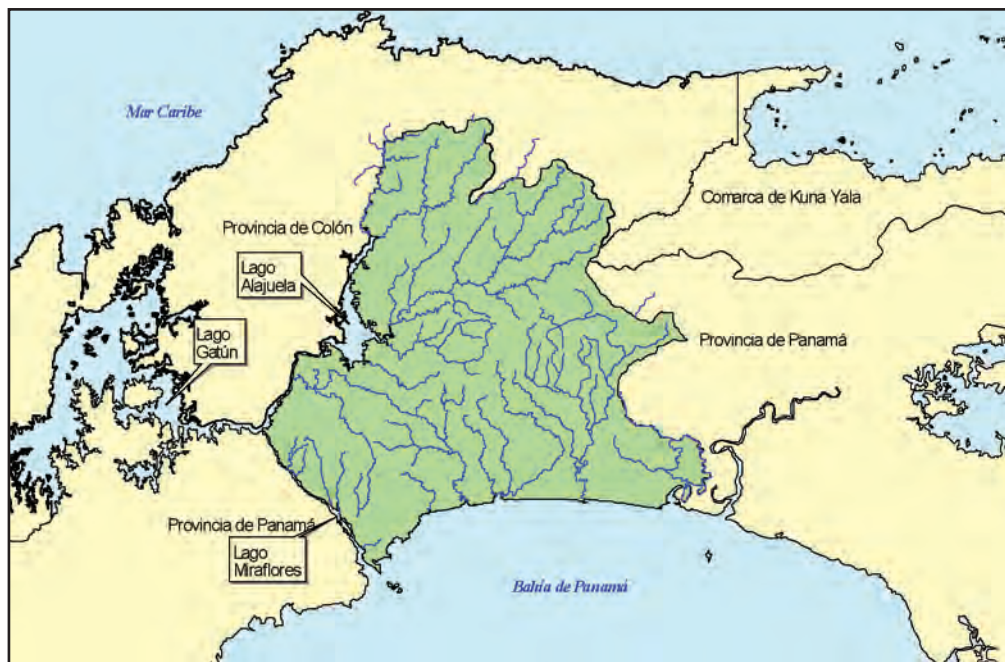 Mar Caribe
Comarca de Kuna Yala
Provincia de Colón
Lago
Alajuela
Lago
Gatún
Provincia de Panamá
Provincia de Panamá
Lago
Miraflores
Bahía de Panamá